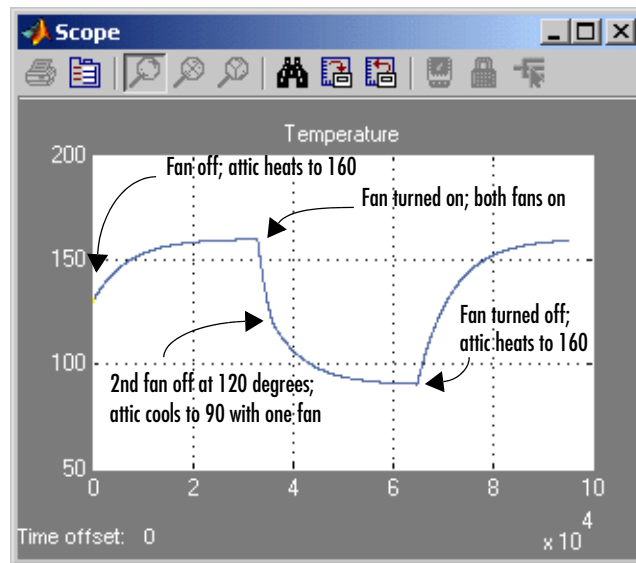 Scope
Temperature
200
150
100
50
Fan off; attic heats to 160
Fan turned on; both fans on
Fan turned off;
attic heats to 160
2nd fan off at 120 degrees;
attic cools to 90 with one fan
0 2 4 6 8 10
Time offset: 0
x 10 4